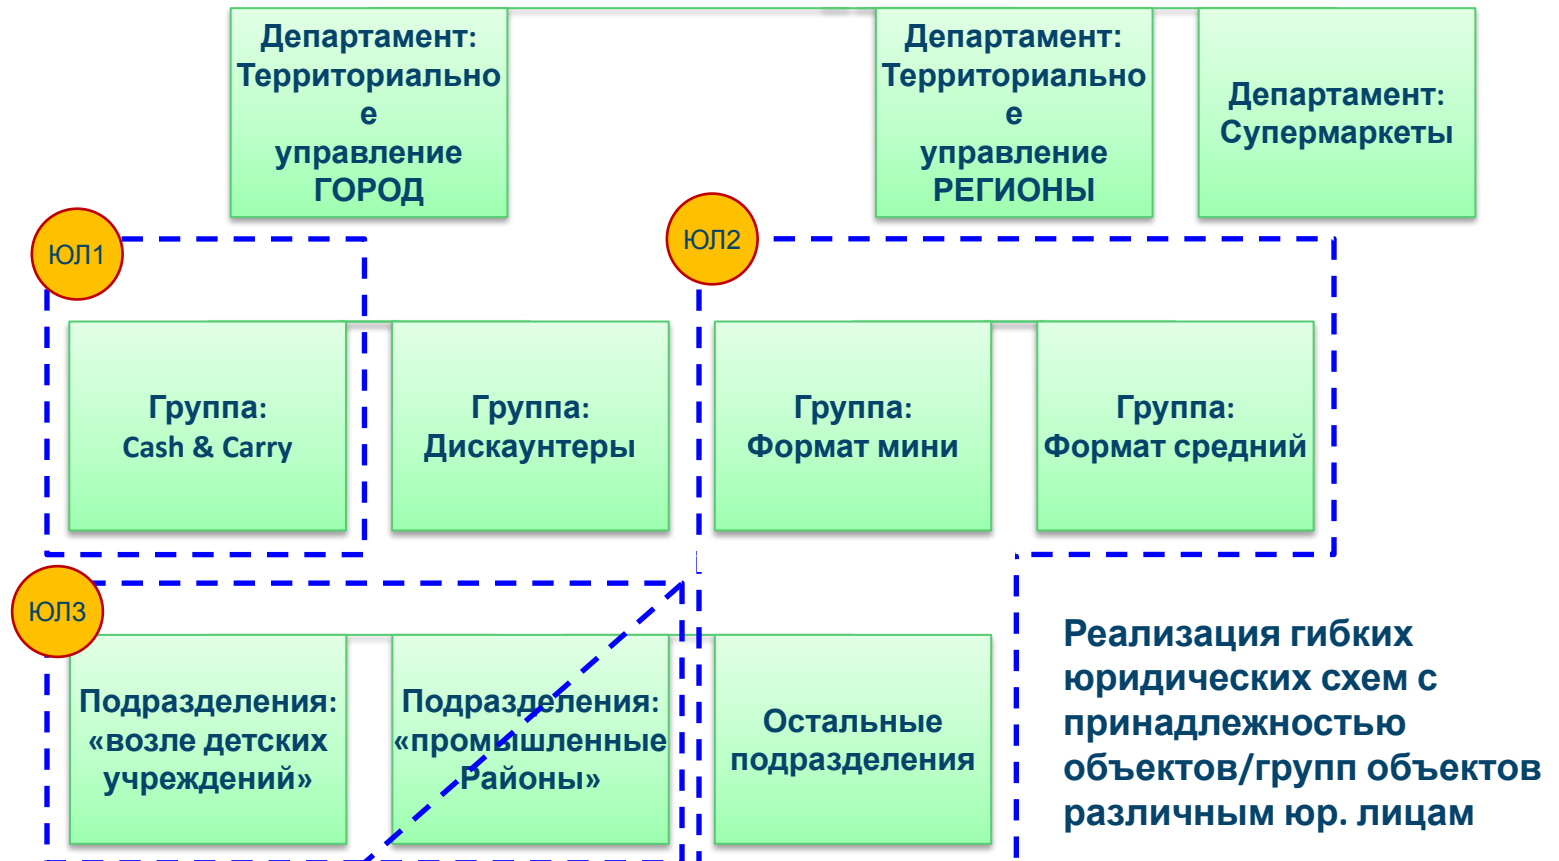 Департамент:
Территориально
е
управление
ГОРОД
Департамент:
Территориально
е
управление
РЕГИОНЫ
Департамент:
Супермаркеты
ЮЛ1
ЮЛ2
Группа:
Cash & Carry
Группа:
Дискаунтеры
Группа:
Формат мини
Группа:
Формат средний
ЮЛ3
Подразделения:
«возле детских
учреждений»
Подразделения:
«промышленные
Районы»
Остальные
подразделения
Реализация гибких
юридических схем с
принадлежностью
объектов/групп объектов
различным юр. лицам